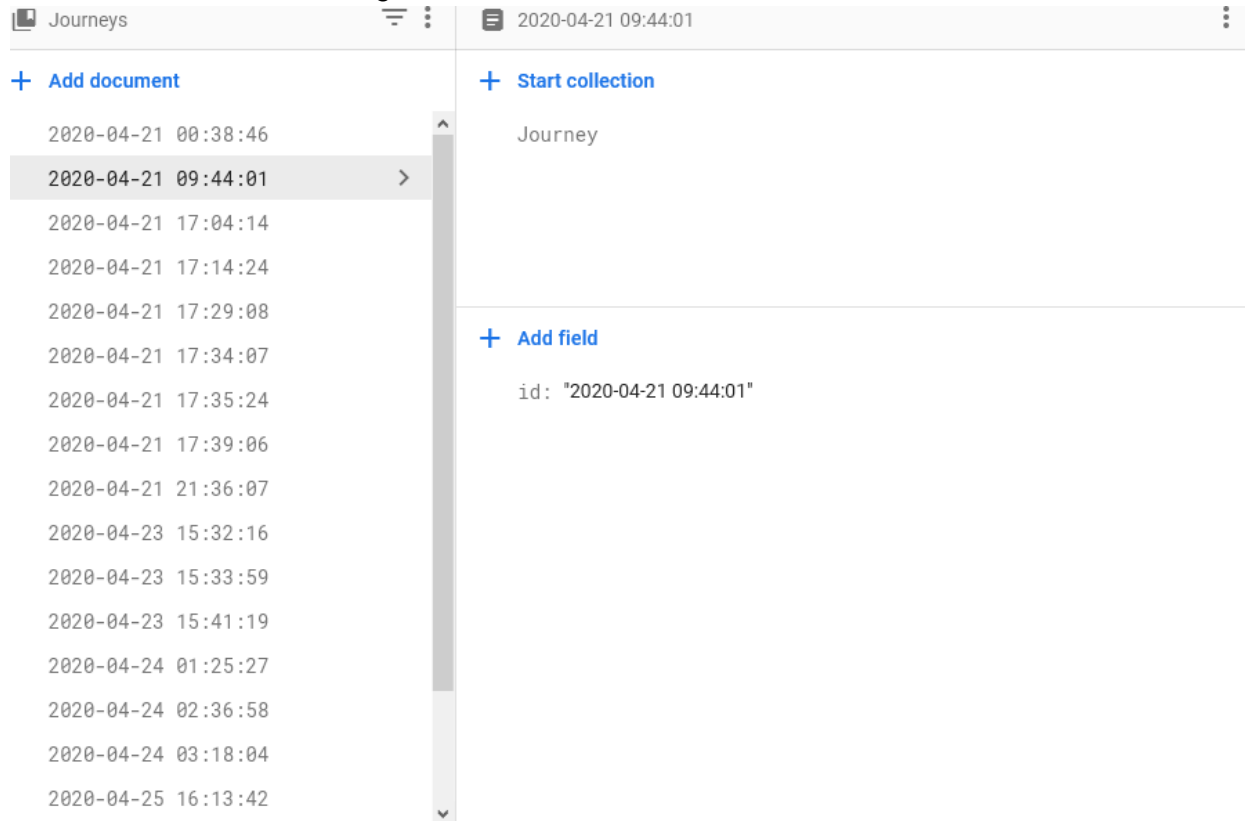 Journeys
Add document
2020-04-21 00:38:46
2020-04-21 09:44:01
2020-04-21 17:04:14
2020-04-21 17:14:24
2020-04-21 17:29:08
2020-04-21 17:34:07
2020-04-21 17:35:24
2020-04-21 17:39:06
2020-04-21 21:36:07
2020-04-23 15:32:16
2020-04-23 15:33:59
2020-04-23 15:41:19
2020-04-24 01:25:27
2020-04-24 02:36:58
2020-04-24 03:18:04
2020-04-25 16:13:42
2020-04-21 09:44:01
Start collection
Journey
Add field
id: "2020-04-21 09:44:01"